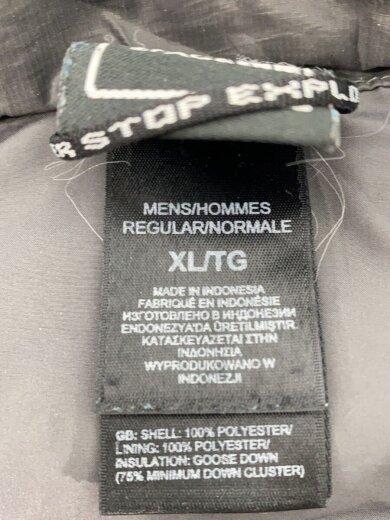 ER STOP EXPLO
MENS/HOMMES
REGULAR/NORMALE
XL/TG
MADE IN INDONESIA
FABRIQUÉ EN INDONÉSIE
ИЗГОТОВЛЕНО В ИНДОНЕЗИИ
ENDONEZYA'DA ÜRETILMIŞTIR.
ΚΑΤΑΣΚΕΥΑΖΕΤΑΙ ΣΤΗΝ
ΙΝΔΟΝΗΣΙΑ
WYPRODUKOWANO W
INDONEZJI
GB: SHELL: 100% POLYESTER/
LINING: 100% POLYESTER/
INSULATION: GOOSE DOWN
(75% MINIMUM DOWN CLUSTER)